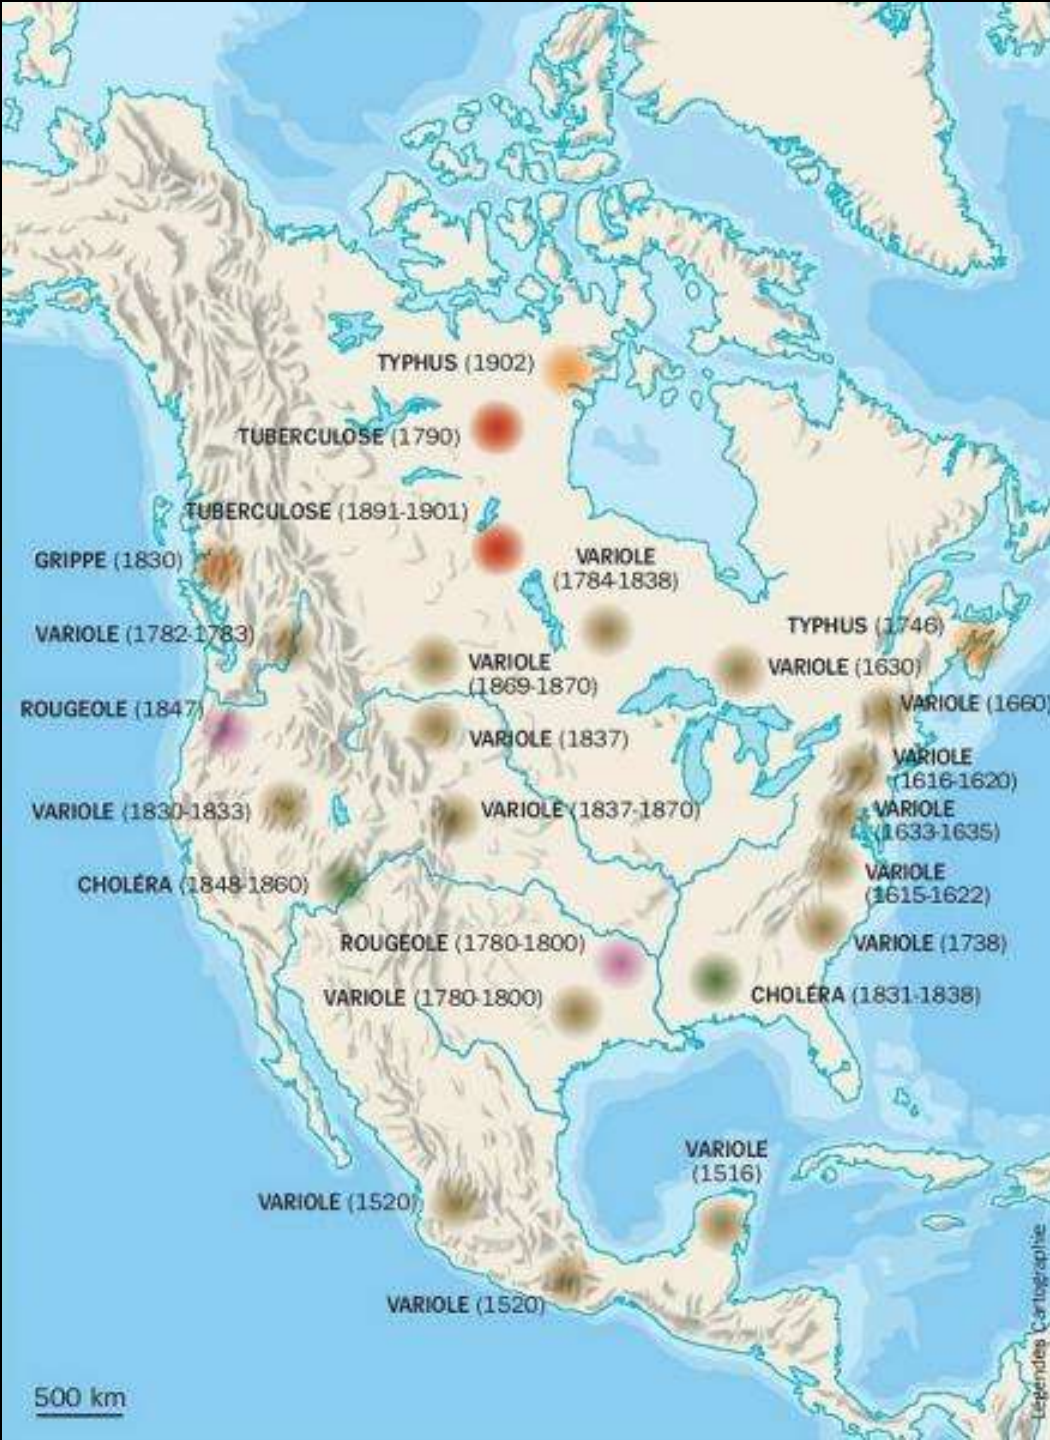 TYPHUS (1902)
TUBERCULOSE (1790)
TUBERCULOSE (1891-1901)
GRIPPE (1830)
VARIOLE
(1784-1838)
VARIOLE (1782-1783)
TYPHUS (1746)
VARIOLE
(1869-1870)
VARIOLE (1630)
ROUGEOLE (1847)
VARIOLE (1660)
VARIOLE (1837)
VARIOLE
(1616-1620)
VARIOLE (1830-1833)
VARIOLE (1837-1870)
VARIOLE
(1633-1635)
CHOLÉRA (1848-1860)
VARIOLE
(1615-1622)
ROUGEOLE (1780-1800)
VARIOLE (1738)
VARIOLE (1780-1800)
CHOLÉRA (1831-1838)
VARIOLE
(1516)
VARIOLE (1520)
VARIOLE (1520)
500 km
Légendes Cartographie